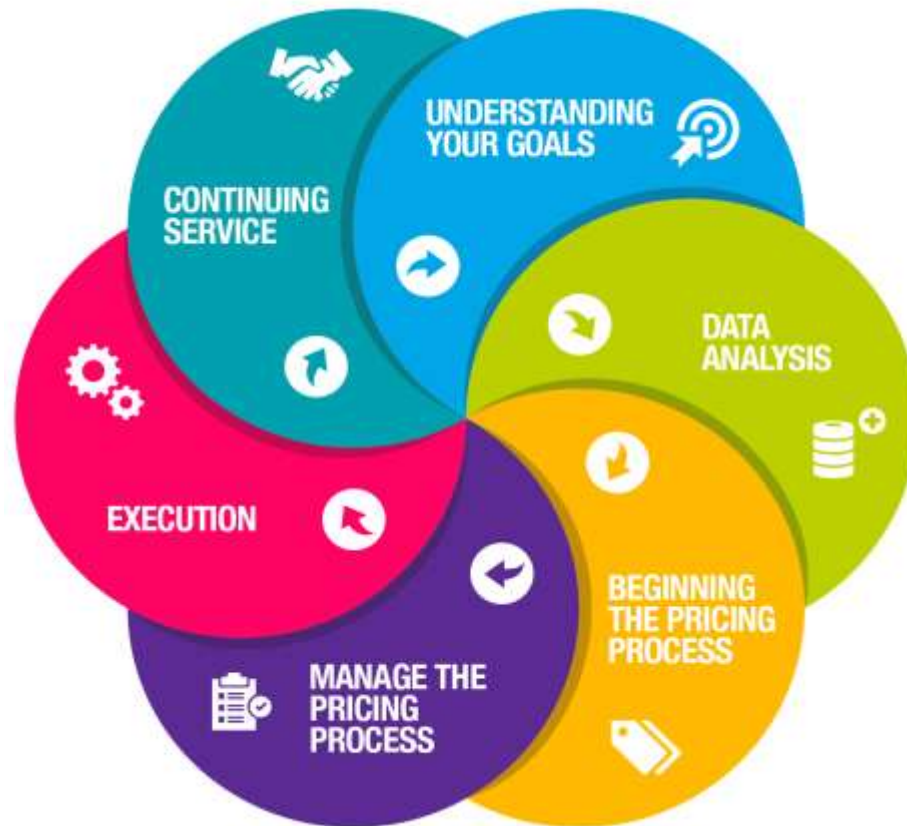 UNDERSTANDING
YOUR GOALS
DATA
ANALYSIS
BEGINNING
THE PRICING
PROCESS
MANAGE THE
PRICING
PROCESS
EXECUTION
CONTINUING
SERVICE